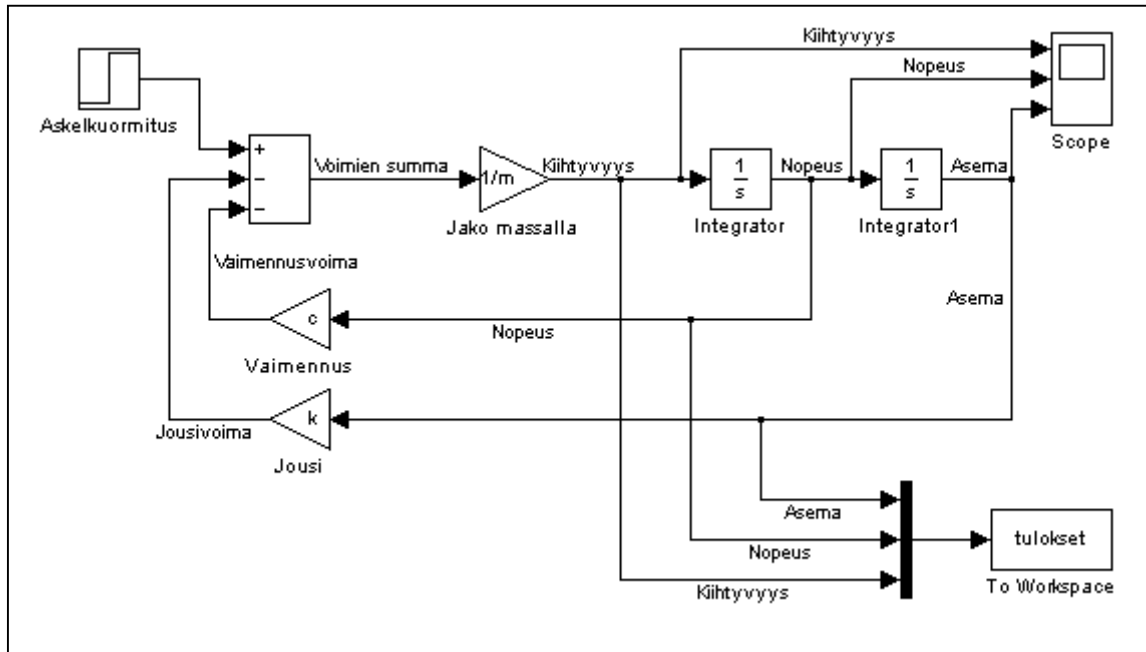 Kiihtyvyys
Nopeus
Askelkuormitus
Scope
+
−
−
Voimien summa
1/m
Kiihtyvyys
1
s
Nopeus
1
s
Asema
Jako massalla
Integrator
Integrator1
Vaimennusvoima
Asema
c
Nopeus
Vaimennus
k
Jousivoima
Jousi
Asema
tulokset
Nopeus
Kiihtyvyys
To Workspace